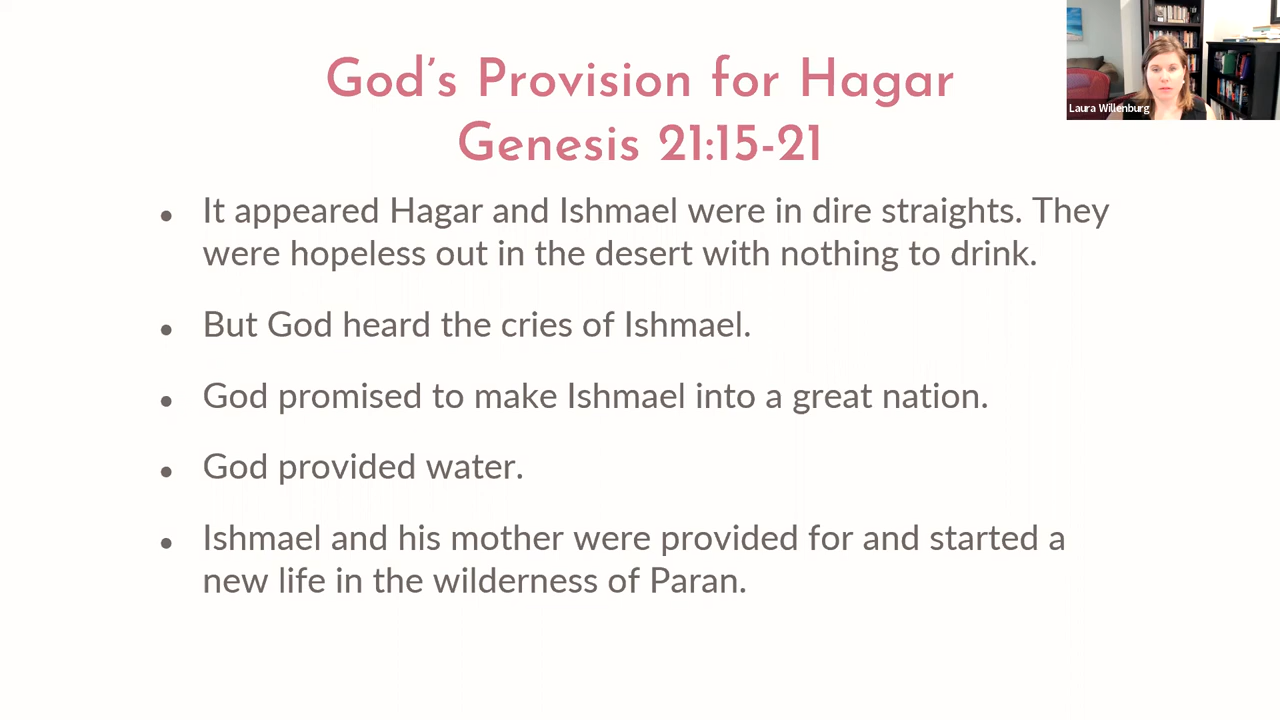 God’s Provision for Hagar
Genesis 21:15-21
Laura Willenburg
• It appeared Hagar and Ishmael were in dire straights. They
were hopeless out in the desert with nothing to drink.
• But God heard the cries of Ishmael.
• God promised to make Ishmael into a great nation.
• God provided water.
• Ishmael and his mother were provided for and started a
new life in the wilderness of Paran.